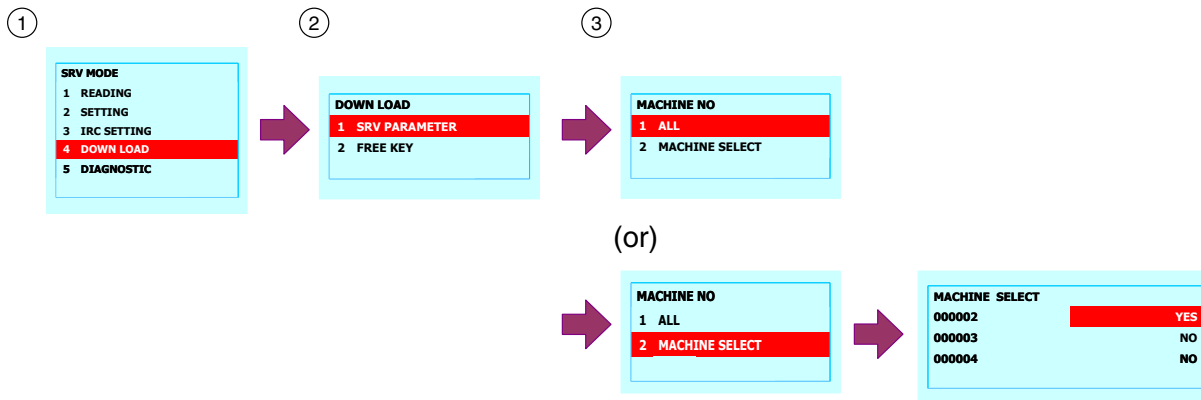 1 2 3
SRV MODE
1 READING
2 SETTING
3 IRC SETTING
4 DOWN LOAD
5 DIAGNOSTIC
DOWN LOAD
1 SRV PARAMETER
2 FREE KEY
MACHINE NO
1 ALL
2 MACHINE SELECT
(or)
MACHINE NO
1 ALL
2 MACHINE SELECT
MACHINE SELECT
000002 YES
000003 NO
000004 NO